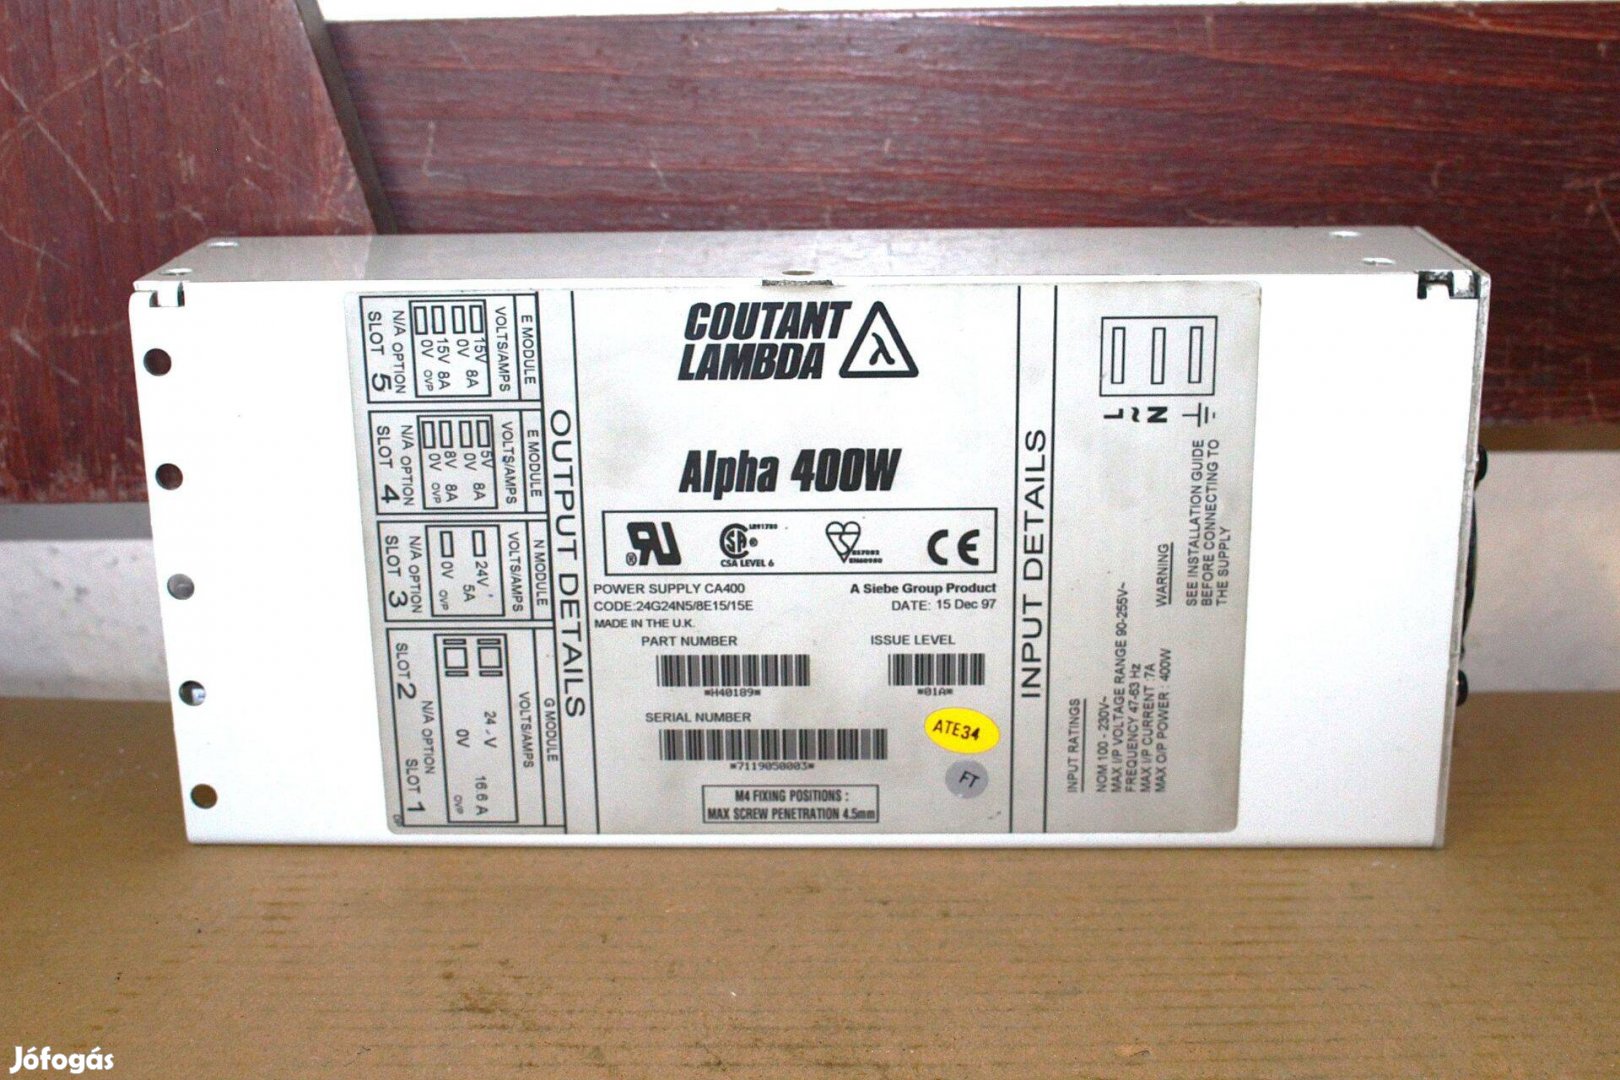 COUTANT
LAMBDA
λ
Alpha 400W
LR91780
CSA LEVEL 6
CE
POWER SUPPLY CA400
CODE:24G24N5/8E15/15E
MADE IN THE U.K.
A Siebe Group Product
DATE: 15 Dec 97
PART NUMBER
*H40189*
ISSUE LEVEL
*01A*
SERIAL NUMBER
*7119050003*
ATE34
FT
M4 FIXING POSITIONS :
MAX SCREW PENETRATION 4.5mm
OUTPUT DETAILS
E MODULE
VOLTS/AMPS
15V 8A
0V
15V 8A
0V OVP
N/A OPTION
SLOT 5
E MODULE
VOLTS/AMPS
5V 8A
0V
8V 8A
0V OVP
N/A OPTION
SLOT 4
N MODULE
VOLTS/AMPS
24V 5A
0V OVP
N/A OPTION
SLOT 3
G MODULE
VOLTS/AMPS
24 V 16.6 A
0V OVP
N/A OPTION
SLOT 2 SLOT 1
INPUT DETAILS
L
~
N
INPUT RATINGS
NOM 100 - 230V~
MAX I/P VOLTAGE RANGE 90-255V~
FREQUENCY 47-63 Hz
MAX I/P CURRENT :7A
MAX O/P POWER : 400W
WARNING
SEE INSTALLATION GUIDE
BEFORE CONNECTING TO
THE SUPPLY
Jófogás